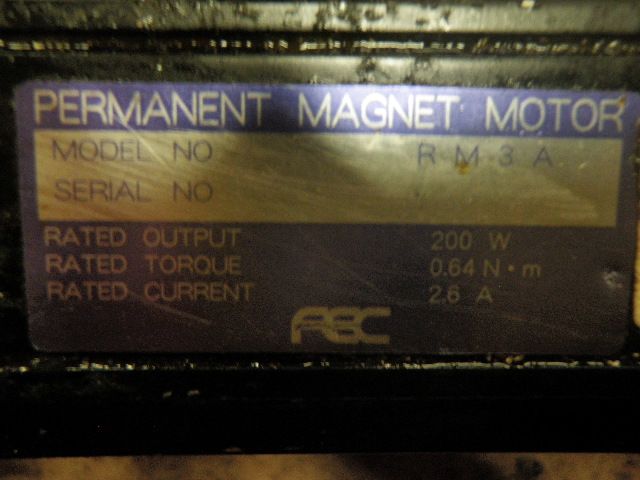 PERMANENT MAGNET MOTOR
MODEL NO RM3A
SERIAL NO
RATED OUTPUT 200 W
RATED TORQUE 0.64 N·m
RATED CURRENT 2.6 A